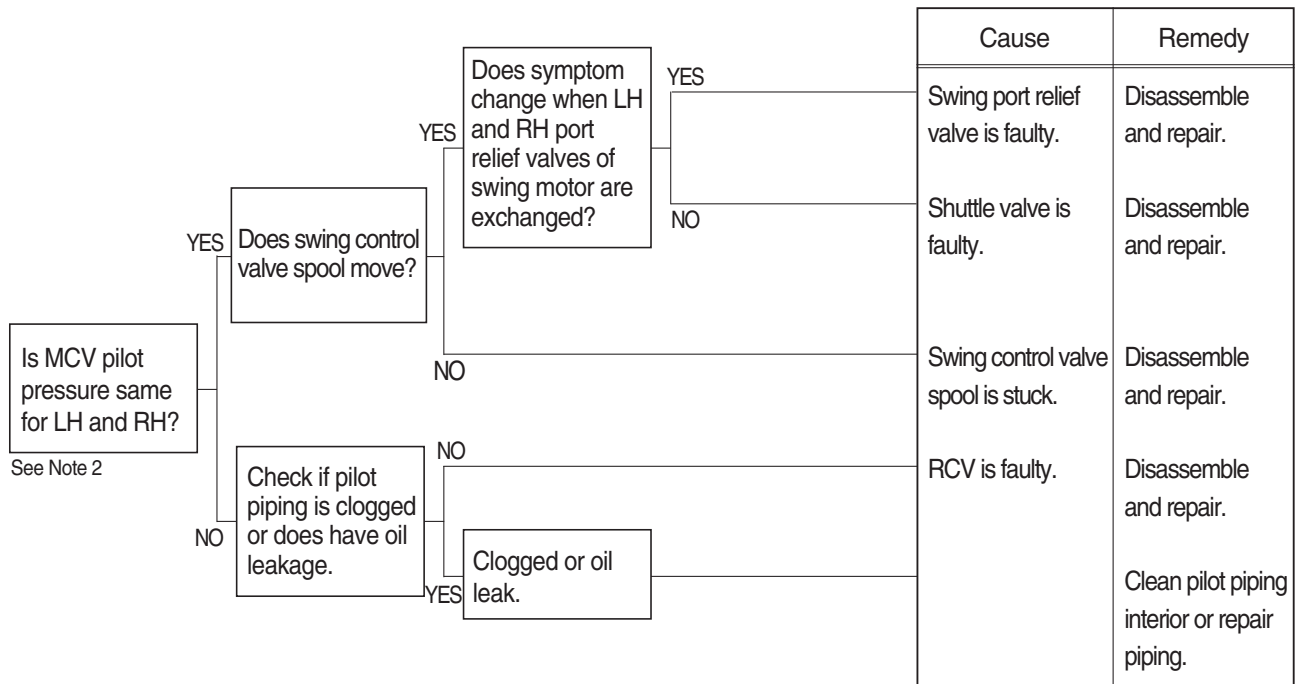 Is MCV pilot
pressure same
for LH and RH?
See Note 2
YES
Does swing control
valve spool move?
YES
Does symptom
change when LH
and RH port
relief valves of
swing motor are
exchanged?
YES
NO
NO
NO
Check if pilot
piping is clogged
or does have oil
leakage.
NO
YES
Clogged or oil
leak.
Cause
Remedy
Swing port relief
valve is faulty.
Disassemble
and repair.
Shuttle valve is
faulty.
Disassemble
and repair.
Swing control valve
spool is stuck.
Disassemble
and repair.
RCV is faulty.
Disassemble
and repair.
Clean pilot piping
interior or repair
piping.